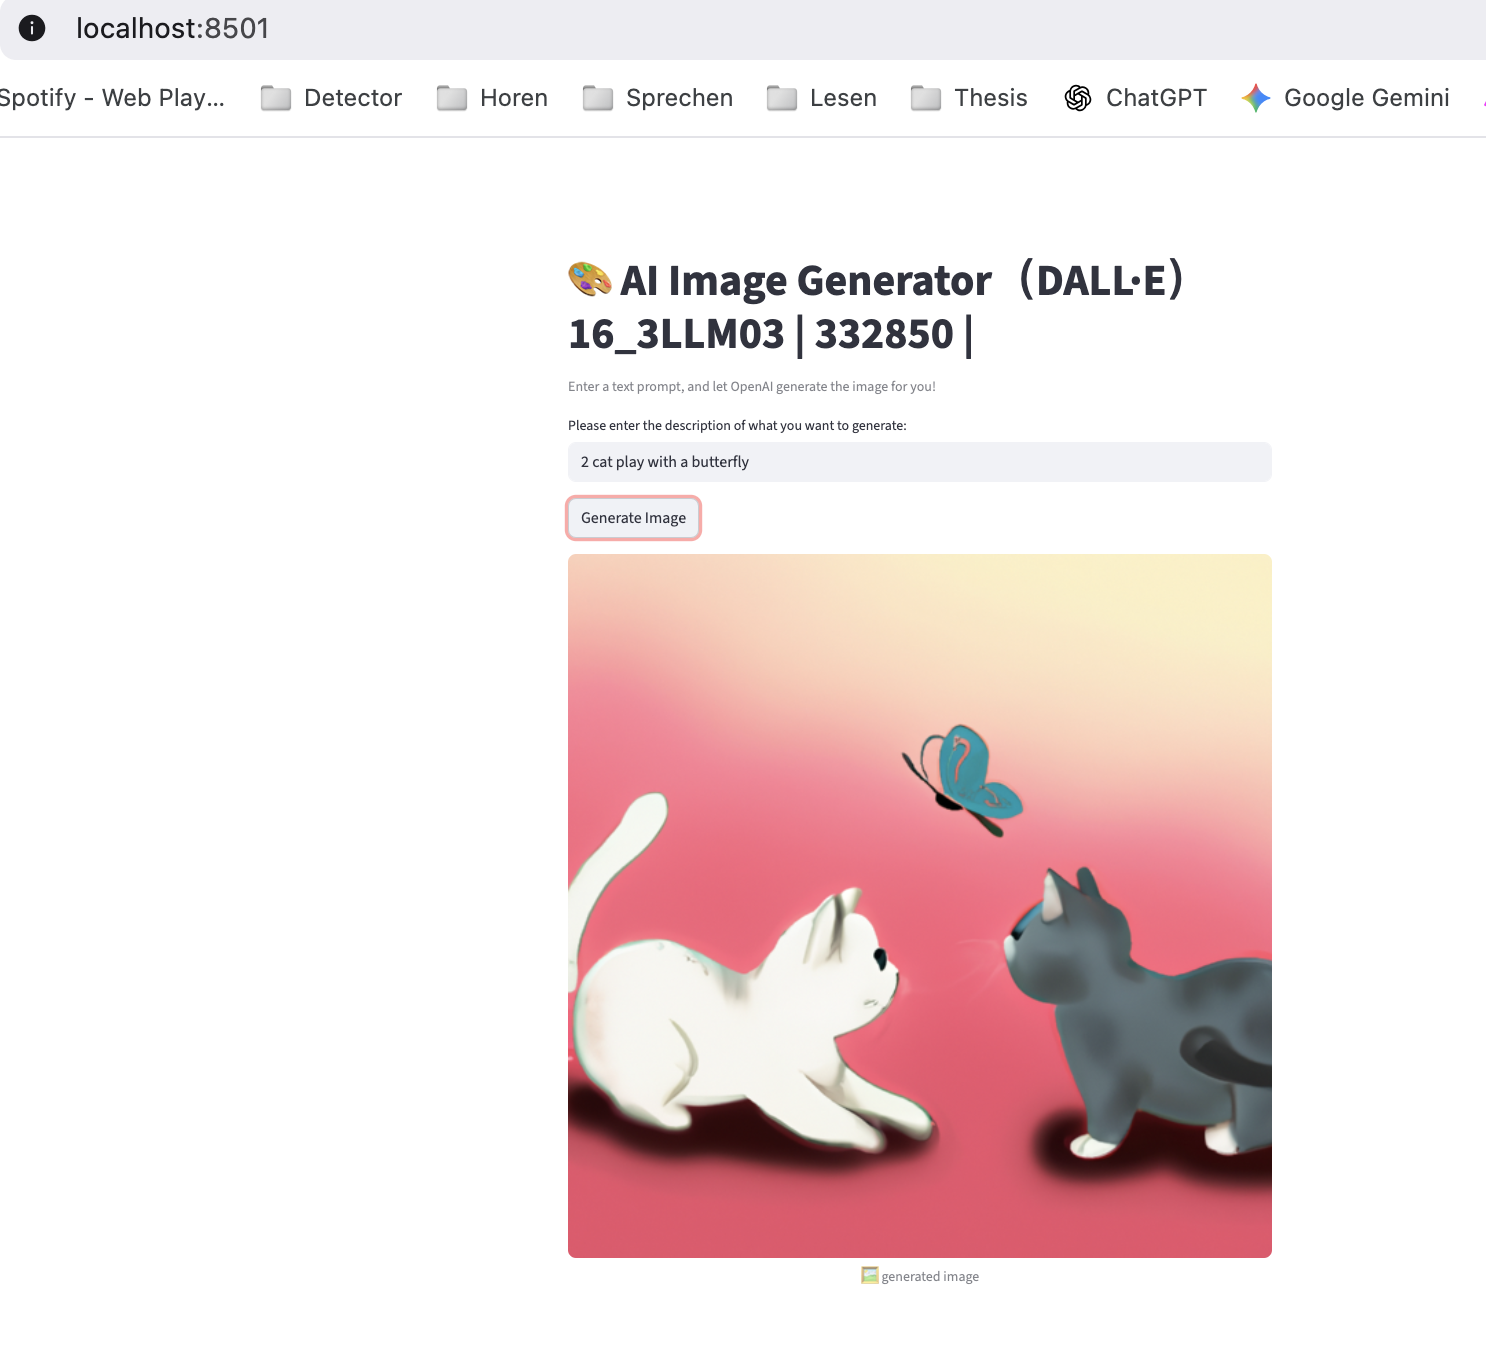 localhost:8501
Spotify - Web Play...
Detector
Horen
Sprechen
Lesen
Thesis
ChatGPT
Google Gemini
AI Image Generator（DALL·E）
16_3LLM03 | 332850 |
Enter a text prompt, and let OpenAI generate the image for you!
Please enter the description of what you want to generate:
2 cat play with a butterfly
Generate Image
generated image